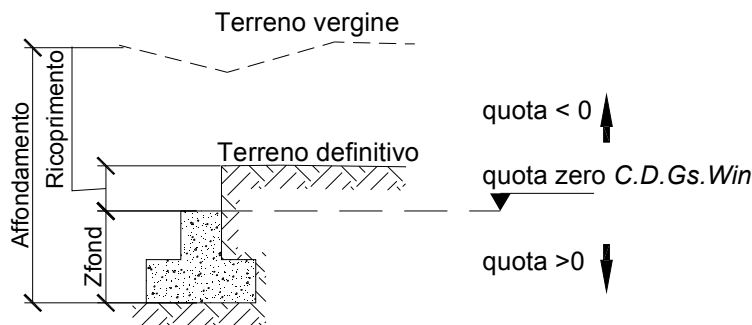 Terreno vergine
Affondamento
Ricoprimento
quota < 0
Terreno definitivo
quota zero C.D.Gs.Win
Zfond
quota >0